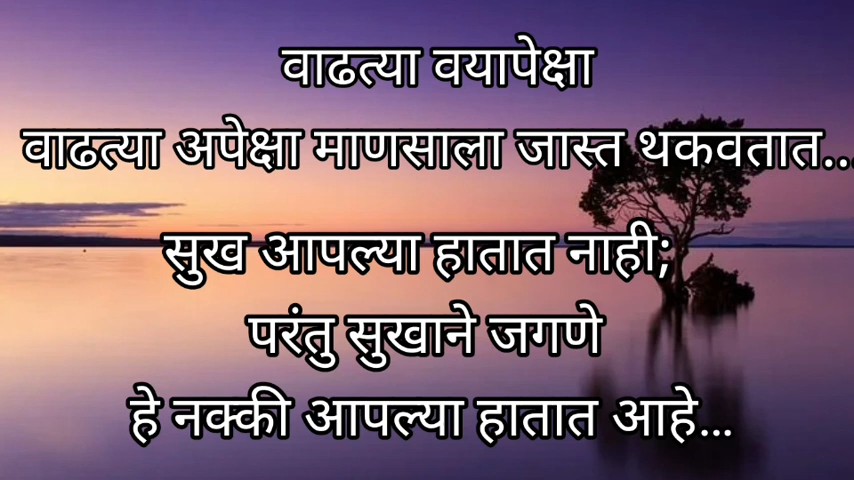 वाढत्या वयापेक्षा
वाढत्या अपेक्षा माणसाला जास्त थकवतात...
सुख आपल्या हातात नाही;
परंतु सुखाने जगणे
हे नक्की आपल्या हातात आहे...